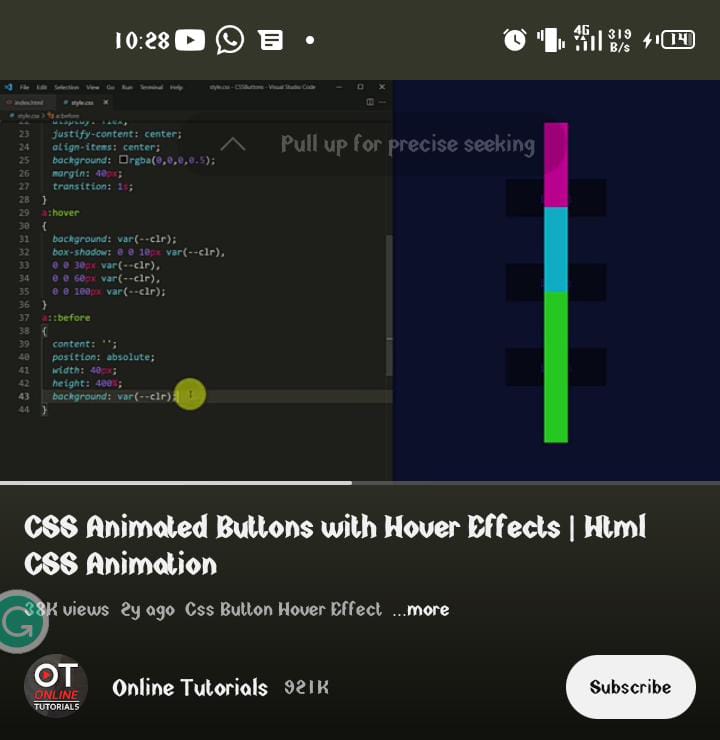 10:28
4G 319 B/s 14
File Edit Selection View Go Run Terminal Help style.css - CSSButtons - Visual Studio Code
index.html style.css
style.css > a:before
22 display: flex;
23 justify-content: center;
24 align-items: center;
25 background: rgba(0,0,0,0.5);
26 margin: 40px;
27 transition: 1s;
28 }
29 a:hover
30 {
31 background: var(--clr);
32 box-shadow: 0 0 10px var(--clr),
33 0 0 30px var(--clr),
34 0 0 60px var(--clr),
35 0 0 100px var(--clr);
36 }
37 a::before
38 {
39 content: '';
40 position: absolute;
41 width: 40px;
42 height: 400%;
43 background: var(--clr);
44 }
Pull up for precise seeking
CSS Animated Buttons with Hover Effects | Html
CSS Animation
38K views 2y ago Css Button Hover Effect ...more
OT
ONLINE
TUTORIALS
Online Tutorials 921K
Subscribe